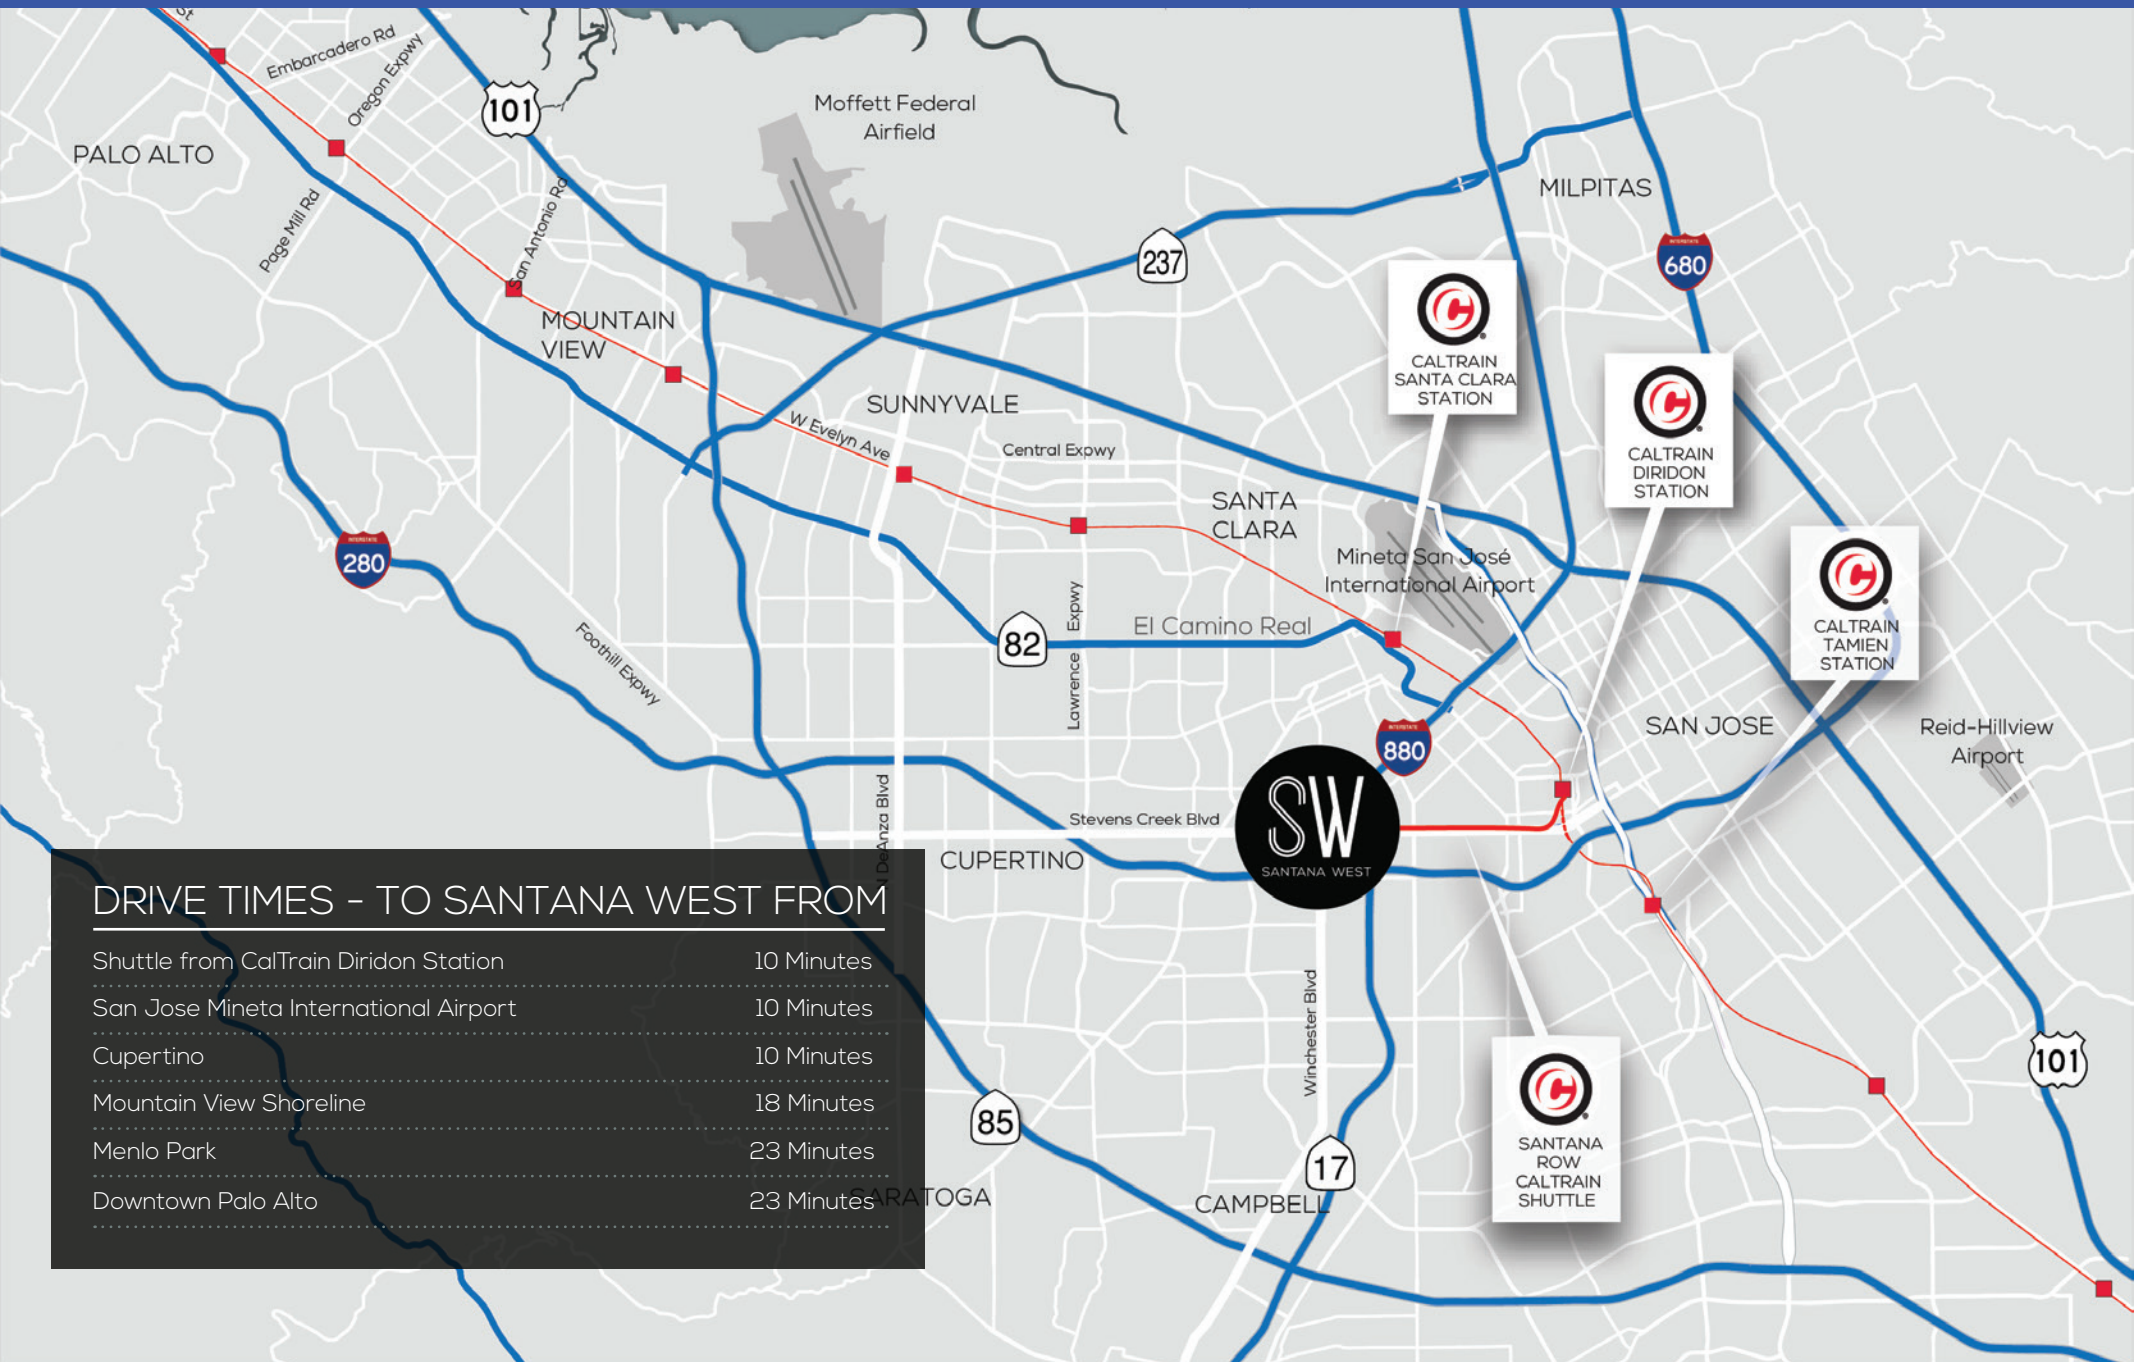 St
Embarcadero Rd
Oregon Expwy
101
Moffett Federal
Airfield
PALO ALTO
Page Mill Rd
San Antonio Rd
MILPITAS
237
INTERSTATE
680
MOUNTAIN
VIEW
CALTRAIN
SANTA CLARA
STATION
CALTRAIN
DIRIDON
STATION
SUNNYVALE
W Evelyn Ave
Central Expwy
SANTA
CLARA
Mineta San José
International Airport
INTERSTATE
280
Foothill Expwy
82
Lawrence Expwy
El Camino Real
CALTRAIN
TAMIEN
STATION
SAN JOSE
Reid-Hillview
Airport
INTERSTATE
880
SW
SANTANA WEST
Stevens Creek Blvd
N DeAnza Blvd
CUPERTINO
DRIVE TIMES - TO SANTANA WEST FROM
Shuttle from CalTrain Diridon Station 10 Minutes
San Jose Mineta International Airport 10 Minutes
Cupertino 10 Minutes
Mountain View Shoreline 18 Minutes
Menlo Park 23 Minutes
Downtown Palo Alto 23 Minutes
SARATOGA
85
Winchester Blvd
17
CAMPBELL
SANTANA
ROW
CALTRAIN
SHUTTLE
101